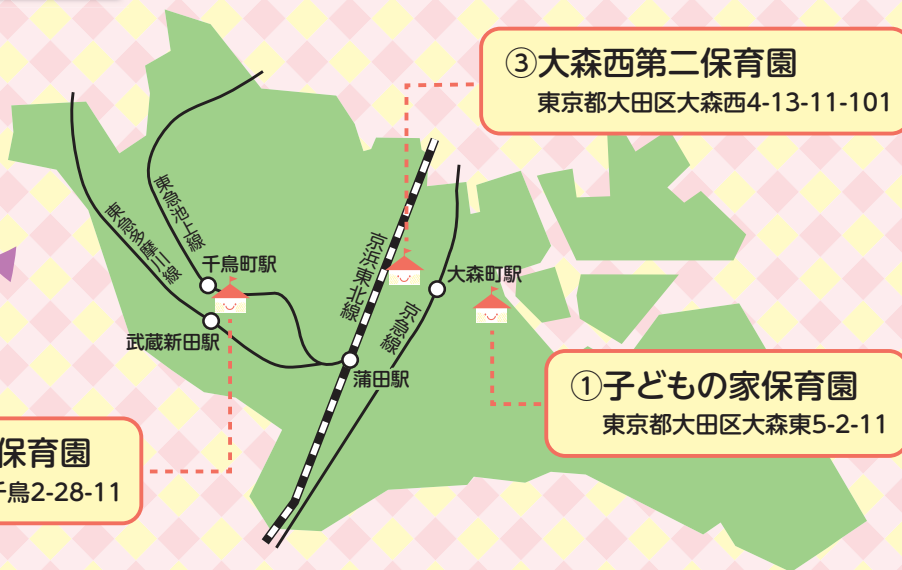 ③大森西第二保育園
東京都大田区大森西4-13-11-101
東急池上線
東急多摩川線
千鳥町駅
京浜東北線
大森町駅
京急線
武蔵新田駅
蒲田駅
①子どもの家保育園
東京都大田区大森東5-2-11
保育園
千鳥2-28-11